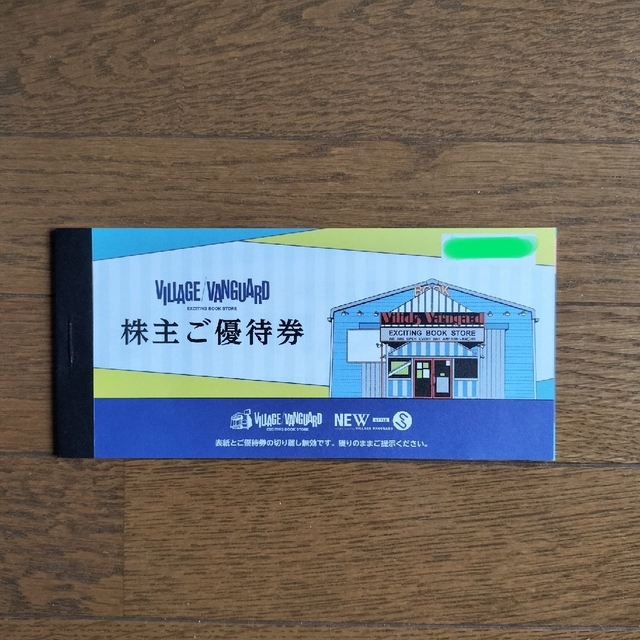 VILLAGE/VANGUARD
EXCITING BOOK STORE
株主ご優待券
BOOK
Village Vanguard
EXCITING BOOK STORE
VILLAGE/VANGUARD
EXCITING BOOK STORE
NEW
表紙とご優待券の切り離し無効です。綴りのままご提示ください。